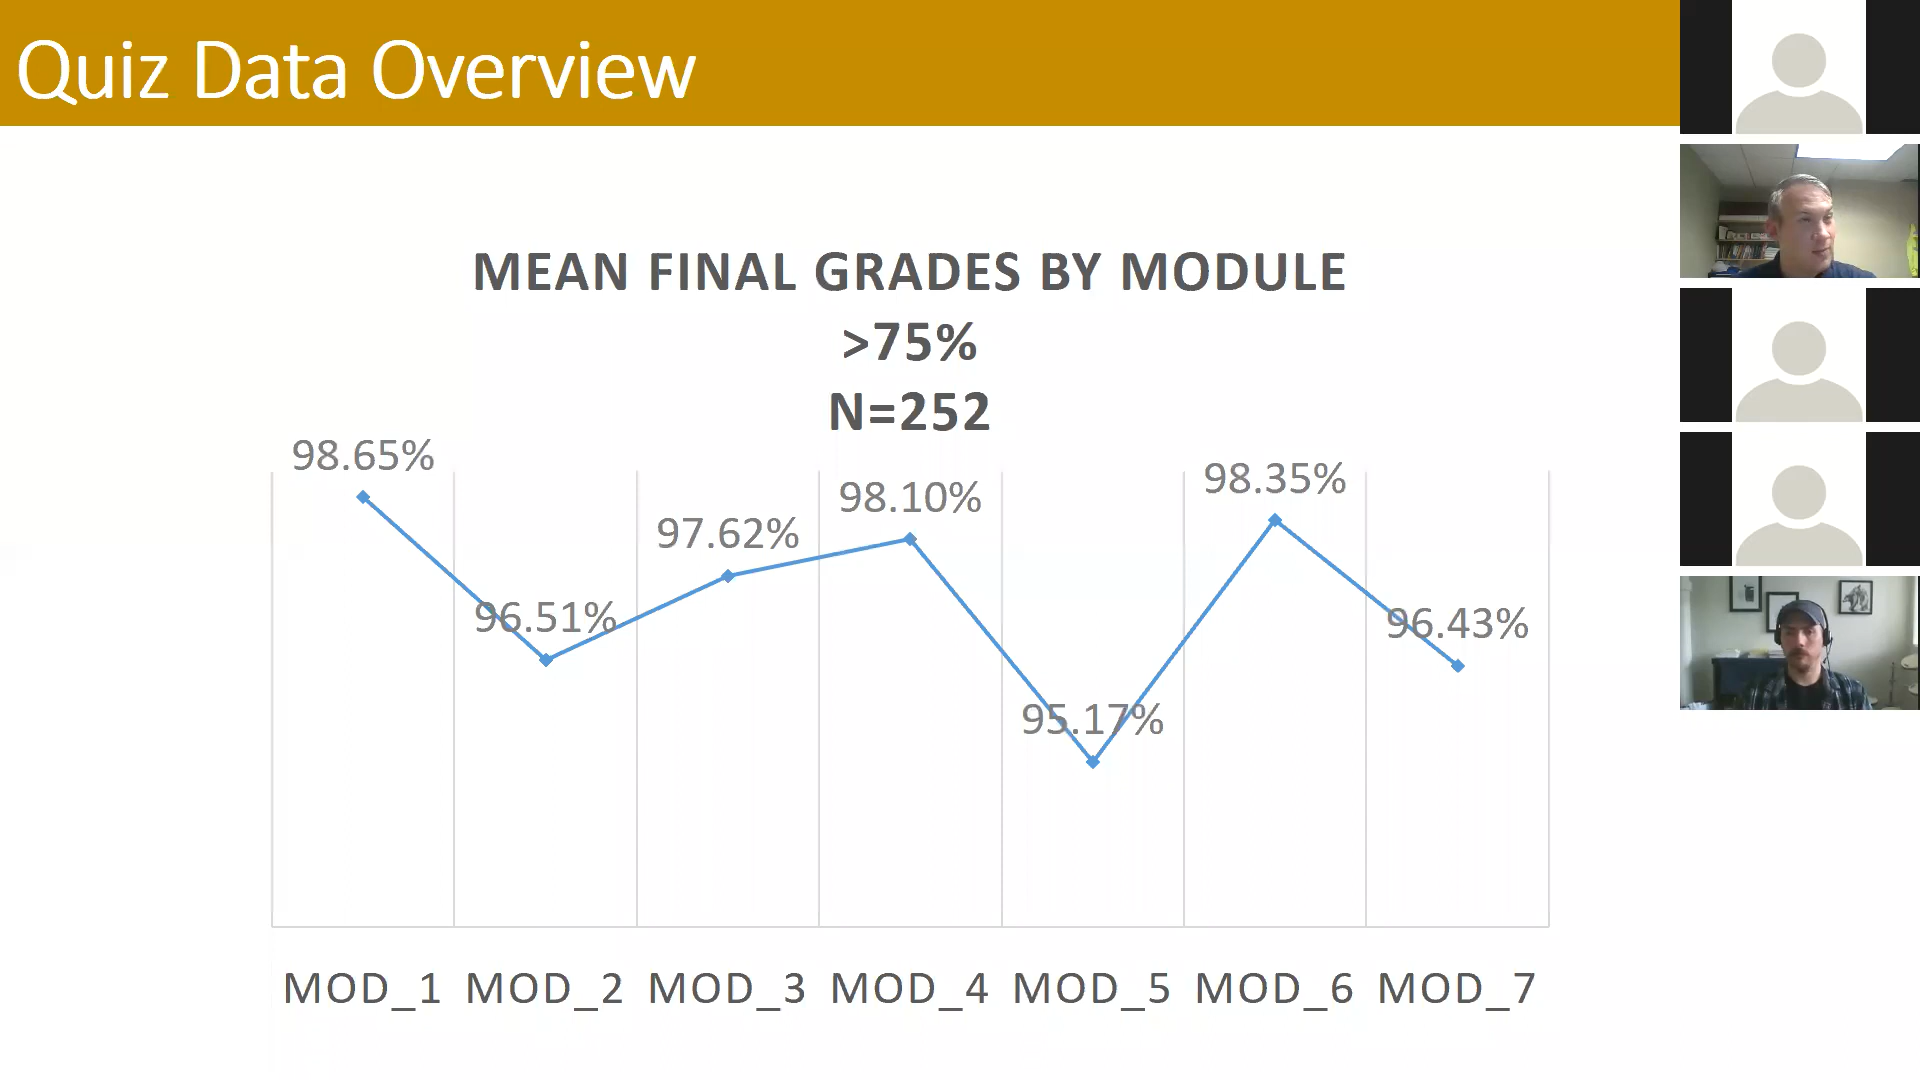 Quiz Data Overview
MEAN FINAL GRADES BY MODULE
>75%
N=252
98.65%
96.51%
97.62%
98.10%
95.17%
98.35%
96.43%
MOD_1 MOD_2 MOD_3 MOD_4 MOD_5 MOD_6 MOD_7